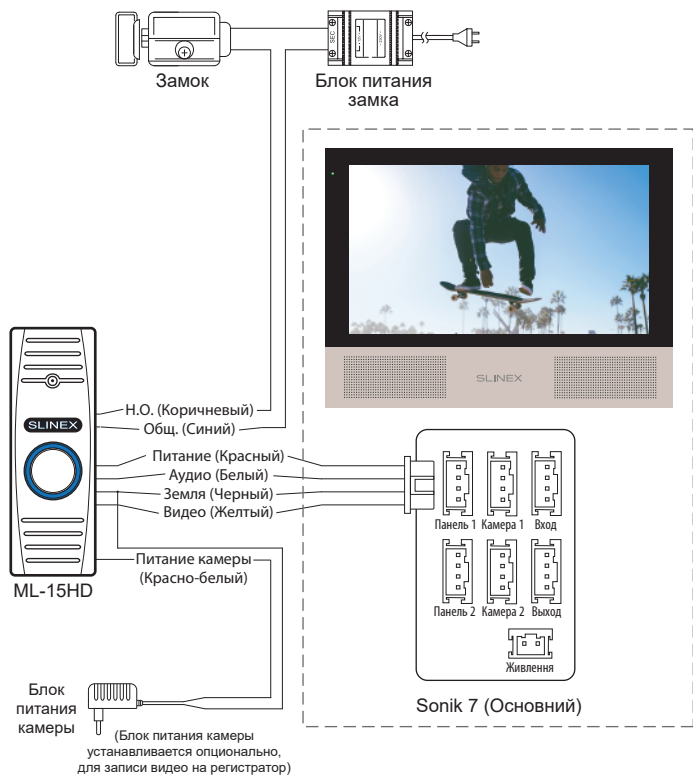 Замок
Блок питания
замка
SEC
SLINEX
Н.О. (Коричневый)
SLINEX
Общ. (Синий)
Питание (Красный)
Аудио (Белый)
Земля (Черный)
Видео (Желтый)
Питание камеры
(Красно-белый)
ML-15HD
Панель 1 Камера 1 Вход
Панель 2 Камера 2 Выход
Живлення
Sonik 7 (Основний)
Блок
питания
камеры
(Блок питания камеры
устанавливается опционально,
для записи видео на регистратор)